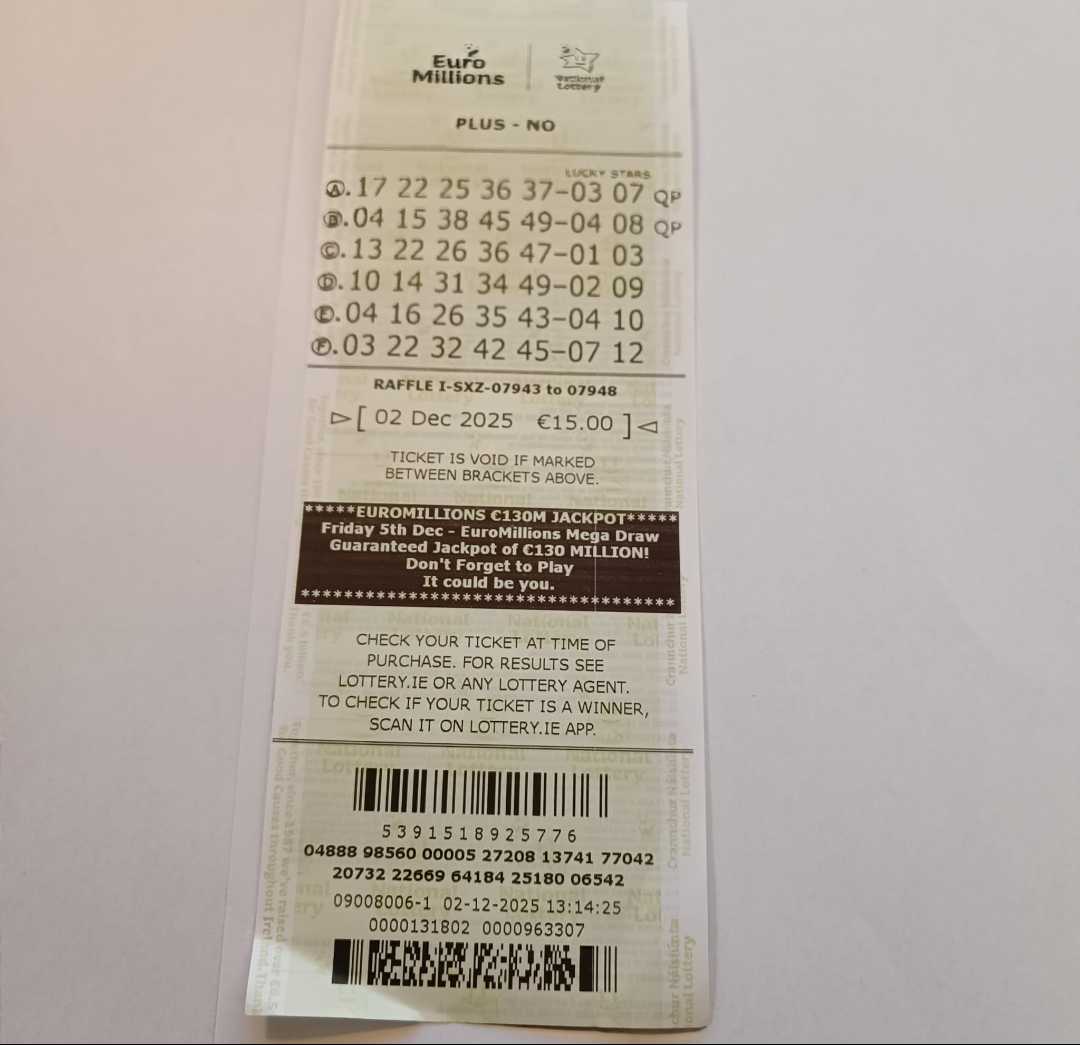 Euro
Millions
National
Lottery
PLUS - NO
LUCKY STARS
A. 17 22 25 36 37-03 07 QP
B. 04 15 38 45 49-04 08 QP
C. 13 22 26 36 47-01 03
D. 10 14 31 34 49-02 09
E. 04 16 26 35 43-04 10
F. 03 22 32 42 45-07 12
RAFFLE I-SXZ-07943 to 07948
▷[ 02 Dec 2025 €15.00 ]◁
TICKET IS VOID IF MARKED
BETWEEN BRACKETS ABOVE.
*****EUROMILLIONS €130M JACKPOT*****
Friday 5th Dec - EuroMillions Mega Draw
Guaranteed Jackpot of €130 MILLION!
Don't Forget to Play
It could be you.
************************************
CHECK YOUR TICKET AT TIME OF
PURCHASE. FOR RESULTS SEE
LOTTERY.IE OR ANY LOTTERY AGENT.
TO CHECK IF YOUR TICKET IS A WINNER,
SCAN IT ON LOTTERY.IE APP.
5391518925776
04888 98560 00005 27208 13741 77042
20732 22669 64184 25180 06542
09008006-1 02-12-2025 13:14:25
0000131802 0000963307